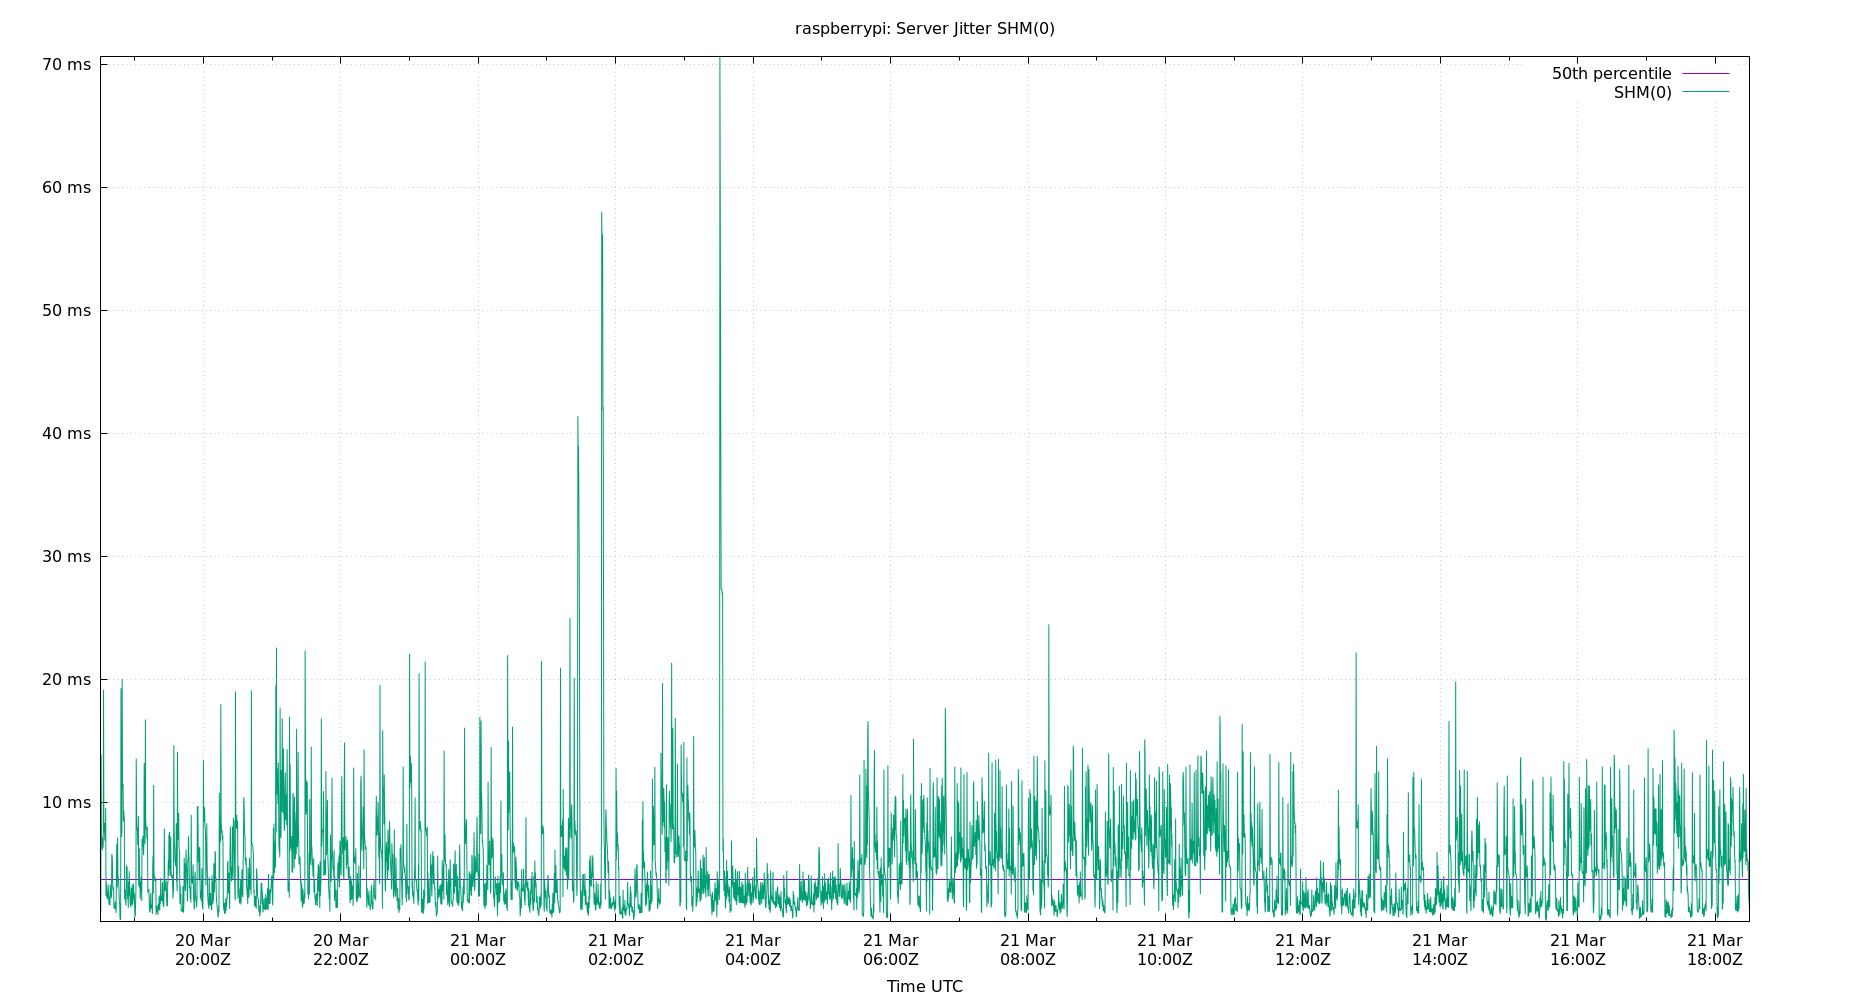 raspberrypi: Server Jitter SHM(0)
70 ms
60 ms
50 ms
40 ms
30 ms
20 ms
10 ms
50th percentile
SHM(0)
20 Mar 20 Mar 21 Mar 21 Mar 21 Mar 21 Mar 21 Mar 21 Mar 21 Mar 21 Mar 21 Mar 21 Mar
20:00Z 22:00Z 00:00Z 02:00Z 04:00Z 06:00Z 08:00Z 10:00Z 12:00Z 14:00Z 16:00Z 18:00Z
Time UTC